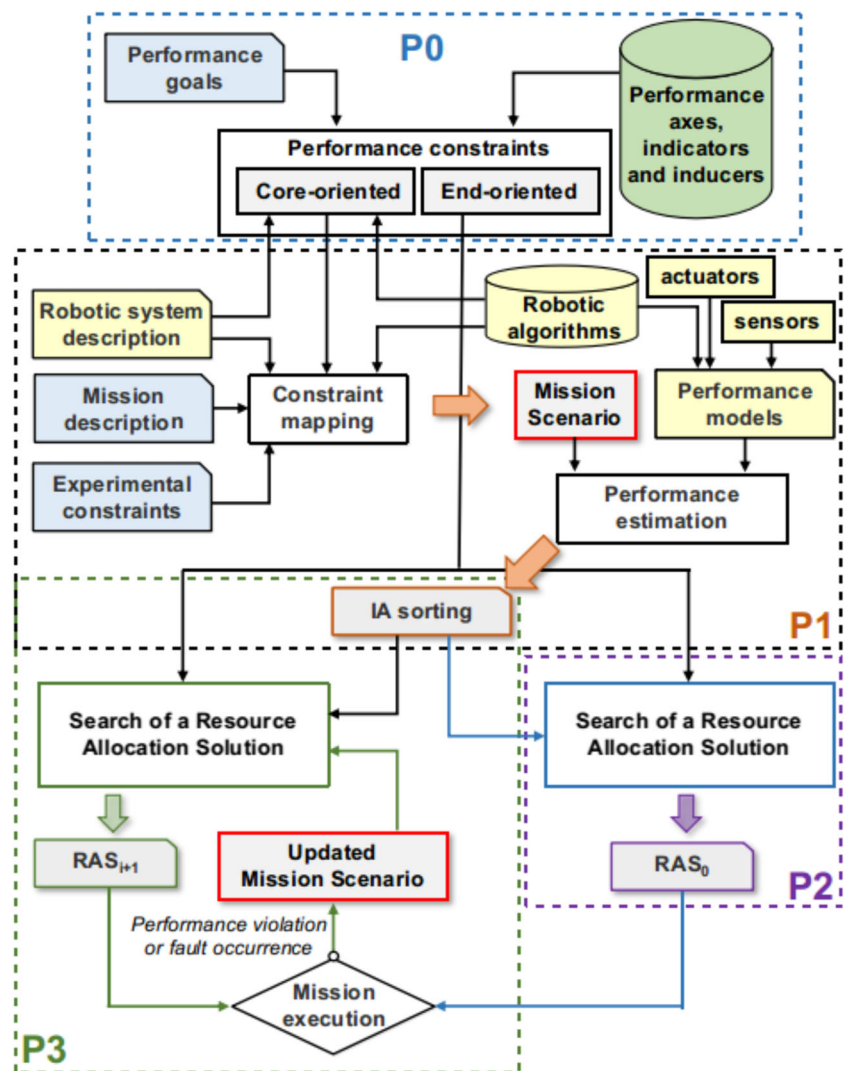 P0
Performance
goals
Performance
axes,
indicators
and inducers
Performance constraints
Core-oriented
End-oriented
actuators
Robotic system
description
Robotic
algorithms
sensors
Mission
description
Constraint
mapping
Mission
Scenario
Performance
models
Experimental
constraints
Performance
estimation
IA sorting
P1
Search of a Resource
Allocation Solution
Search of a Resource
Allocation Solution
RASi+1
Updated
Mission Scenario
RAS0
P2
Performance violation
or fault occurrence
Mission
execution
P3